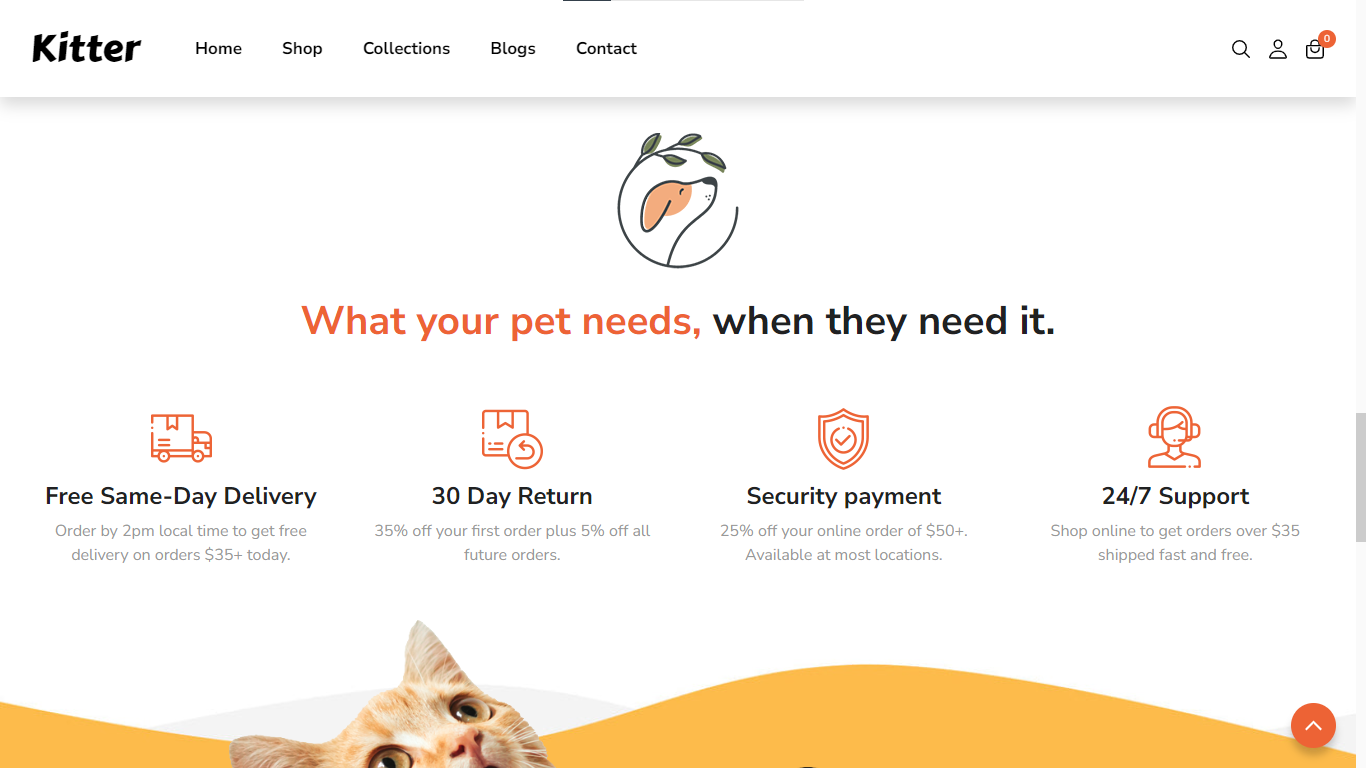 Kitter
Home
Shop
Collections
Blogs
Contact
0
What your pet needs, when they need it.
Free Same-Day Delivery
Order by 2pm local time to get free
delivery on orders $35+ today.
30 Day Return
35% off your first order plus 5% off all
future orders.
Security payment
25% off your online order of $50+.
Available at most locations.
24/7 Support
Shop online to get orders over $35
shipped fast and free.